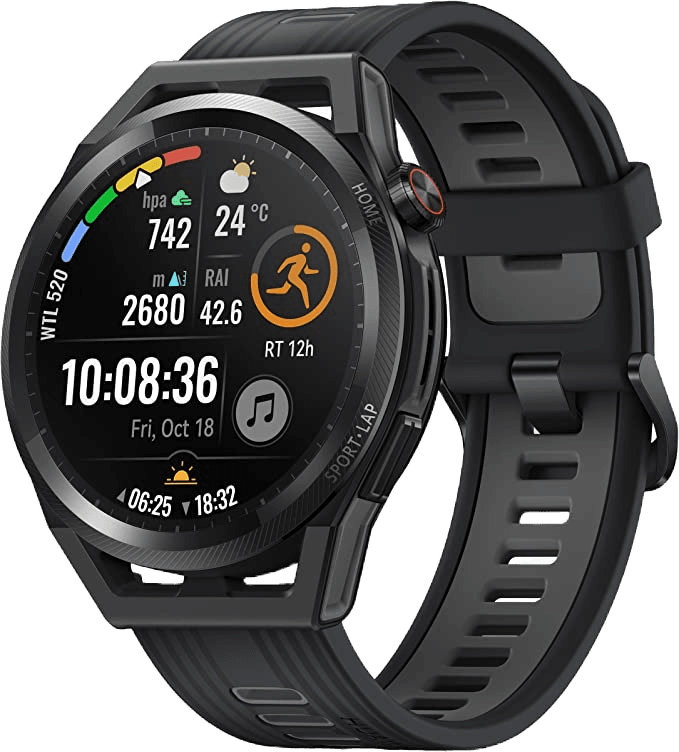 hpa
742
24 °C
m
2680
RAI
42.6
WTL 520
RT 12h
10:08:36
Fri, Oct 18
06:25
18:32
HOME
SPORT•LAP